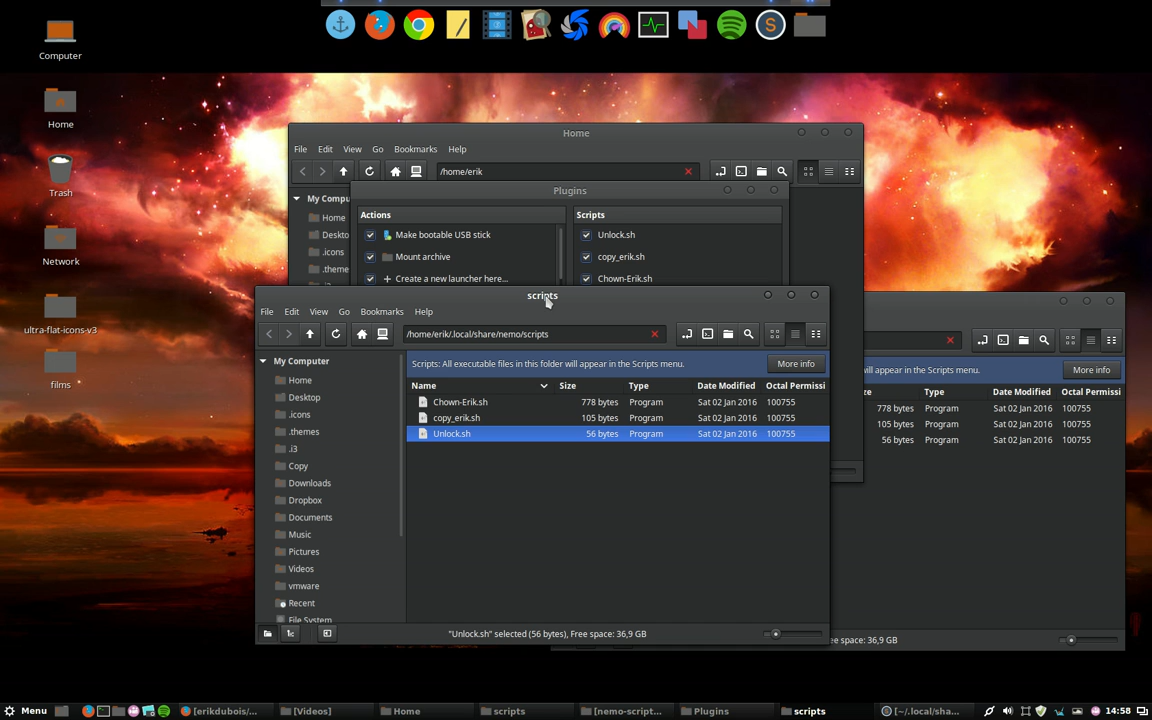 Computer
Home
Trash
Network
ultra-flat-icons-v3
films
Home
File Edit View Go Bookmarks Help
/home/erik
My Compu
Home
Deskto
.icons
.theme
Plugins
Actions
Make bootable USB stick
Mount archive
Create a new launcher here...
Scripts
Unlock.sh
copy_erik.sh
Chown-Erik.sh
scripts
File Edit View Go Bookmarks Help
/home/erik/.local/share/nemo/scripts
My Computer
Home
Desktop
.icons
.themes
.i3
Copy
Downloads
Dropbox
Documents
Music
Pictures
Videos
vmware
Recent
File System
Scripts: All executable files in this folder will appear in the Scripts menu. More info
Name Size Type Date Modified Octal Permissi
Chown-Erik.sh 778 bytes Program Sat 02 Jan 2016 100755
copy_erik.sh 105 bytes Program Sat 02 Jan 2016 100755
Unlock.sh 56 bytes Program Sat 02 Jan 2016 100755
"Unlock.sh" selected (56 bytes), Free space: 36,9 GB
will appear in the Scripts menu. More info
ze Type Date Modified Octal Permissi
778 bytes Program Sat 02 Jan 2016 100755
105 bytes Program Sat 02 Jan 2016 100755
56 bytes Program Sat 02 Jan 2016 100755
ee space: 36,9 GB
Menu [erikdubois/... [Videos] Home scripts [nemo-script... Plugins scripts [~/.local/sha... 14:58